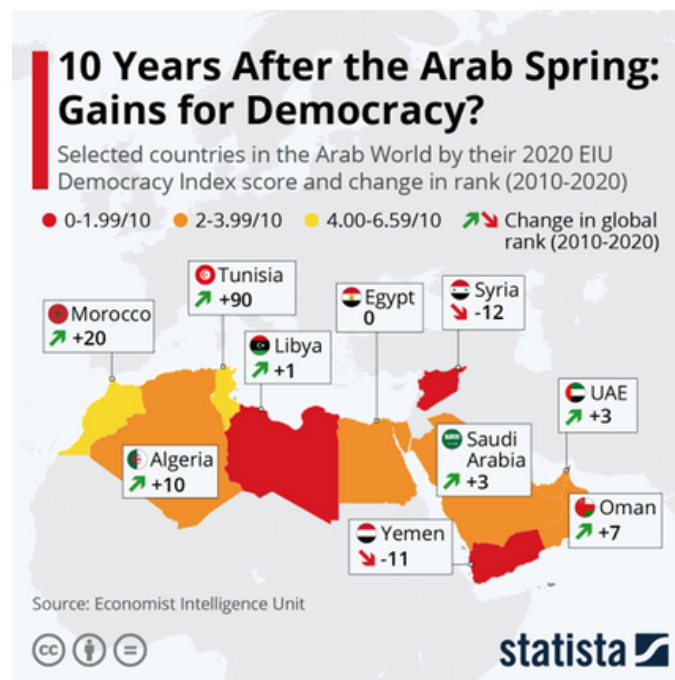 10 Years After the Arab Spring:
Gains for Democracy?
Selected countries in the Arab World by their 2020 EIU
Democracy Index score and change in rank (2010-2020)
0-1.99/10 2-3.99/10 4.00-6.59/10 Change in global
rank (2010-2020)
Tunisia
+90
Syria
-12
Egypt
0
Morocco
+20
Libya
+1
UAE
+3
Saudi
Arabia
+3
Algeria
+10
Oman
+7
Yemen
-11
Source: Economist Intelligence Unit
cc =
statista